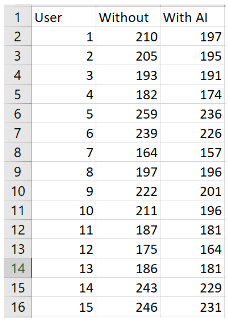 1 User Without With AI
2 1 210 197
3 2 205 195
4 3 193 191
5 4 182 174
6 5 259 236
7 6 239 226
8 7 164 157
9 8 197 196
10 9 222 201
11 10 211 196
12 11 187 181
13 12 175 164
14 13 186 181
15 14 243 229
16 15 246 231